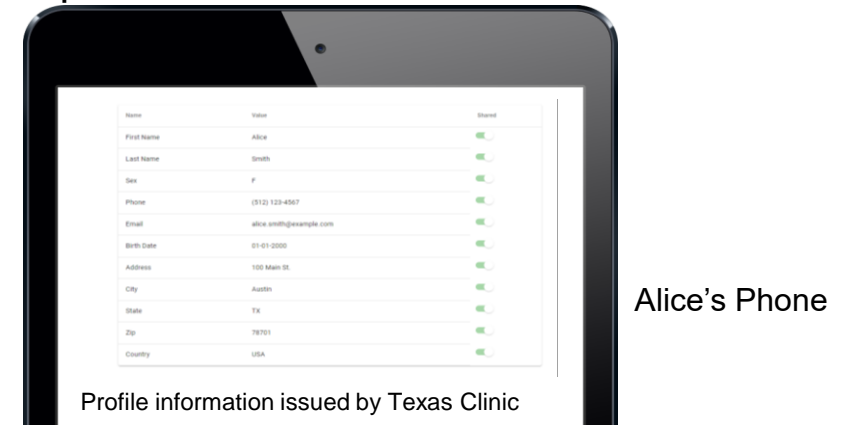 Name Value Shared
First Name Alice
Last Name Smith
Sex F
Phone (512) 123-4567
Email alice.smith@example.com
Birth Date 01-01-2000
Address 100 Main St.
City Austin
State TX
Zip 78701
Country USA
Alice's Phone
Profile information issued by Texas Clinic